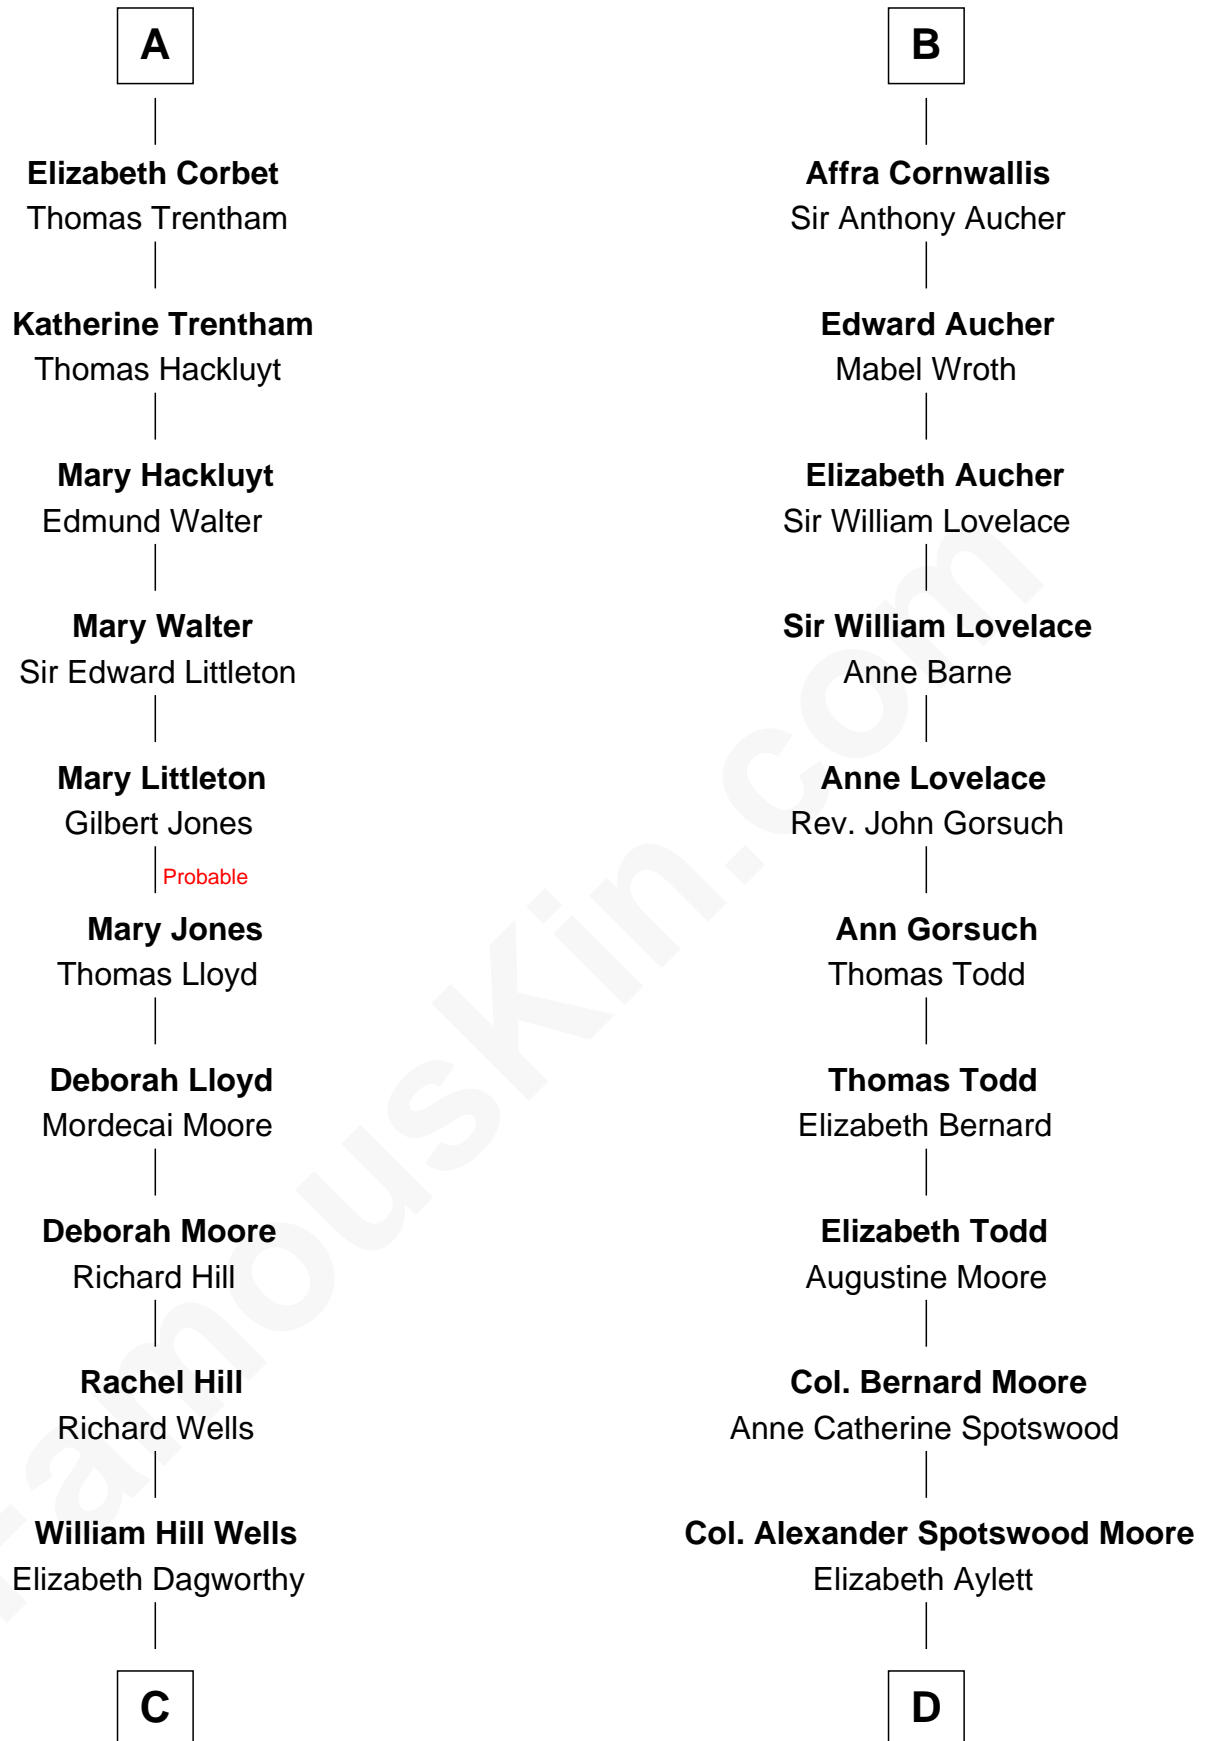 A
Elizabeth Corbet
Thomas Trentham
Katherine Trentham
Thomas Hackluyt
Mary Hackluyt
Edmund Walter
Mary Walter
Sir Edward Littleton
Mary Littleton
Gilbert Jones
Probable
Mary Jones
Thomas Lloyd
Deborah Lloyd
Mordecai Moore
Deborah Moore
Richard Hill
Rachel Hill
Richard Wells
William Hill Wells
Elizabeth Dagworthy
C
B
Affra Cornwallis
Sir Anthony Aucher
Edward Aucher
Mabel Wroth
Elizabeth Aucher
Sir William Lovelace
Sir William Lovelace
Anne Barne
Anne Lovelace
Rev. John Gorsuch
Ann Gorsuch
Thomas Todd
Thomas Todd
Elizabeth Bernard
Elizabeth Todd
Augustine Moore
Col. Bernard Moore
Anne Catherine Spotswood
Col. Alexander Spotswood Moore
Elizabeth Aylett
D
FamousKin.com